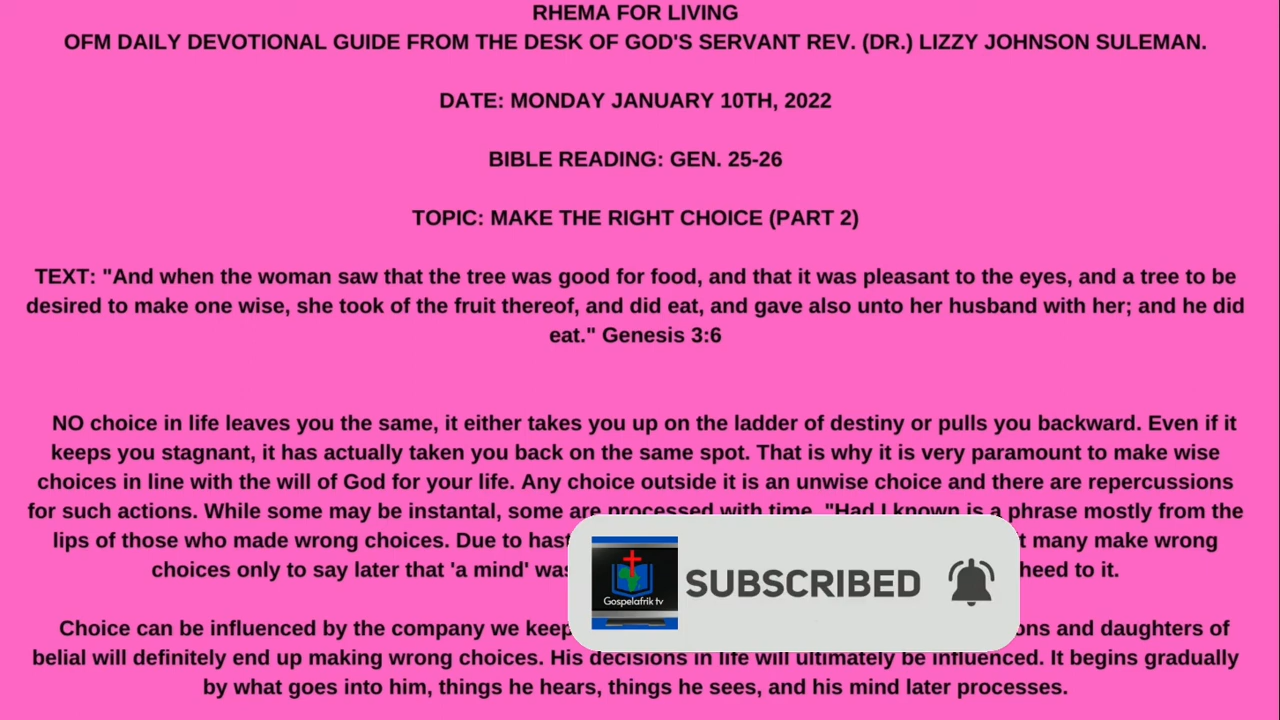 RHEMA FOR LIVING
OFM DAILY DEVOTIONAL GUIDE FROM THE DESK OF GOD'S SERVANT REV. (DR.) LIZZY JOHNSON SULEMAN.
DATE: MONDAY JANUARY 10TH, 2022
BIBLE READING: GEN. 25-26
TOPIC: MAKE THE RIGHT CHOICE (PART 2)
TEXT: "And when the woman saw that the tree was good for food, and that it was pleasant to the eyes, and a tree to be
desired to make one wise, she took of the fruit thereof, and did eat, and gave also unto her husband with her; and he did
eat." Genesis 3:6
NO choice in life leaves you the same, it either takes you up on the ladder of destiny or pulls you backward. Even if it
keeps you stagnant, it has actually taken you back on the same spot. That is why it is very paramount to make wise
choices in line with the will of God for your life. Any choice outside it is an unwise choice and there are repercussions
for such actions. While some may be instantal, some are processed with time. "Had I known is a phrase mostly from the
lips of those who made wrong choices. Due to many make wrong
choices only to say later that 'a mind' heed to it.
Choice can be influenced by the company we keep and daughters of
belial will definitely end up making wrong choices. His decisions in life will ultimately be influenced. It begins gradually
by what goes into him, things he hears, things he sees, and his mind later processes.
Gospelafrik tv
SUBSCRIBED